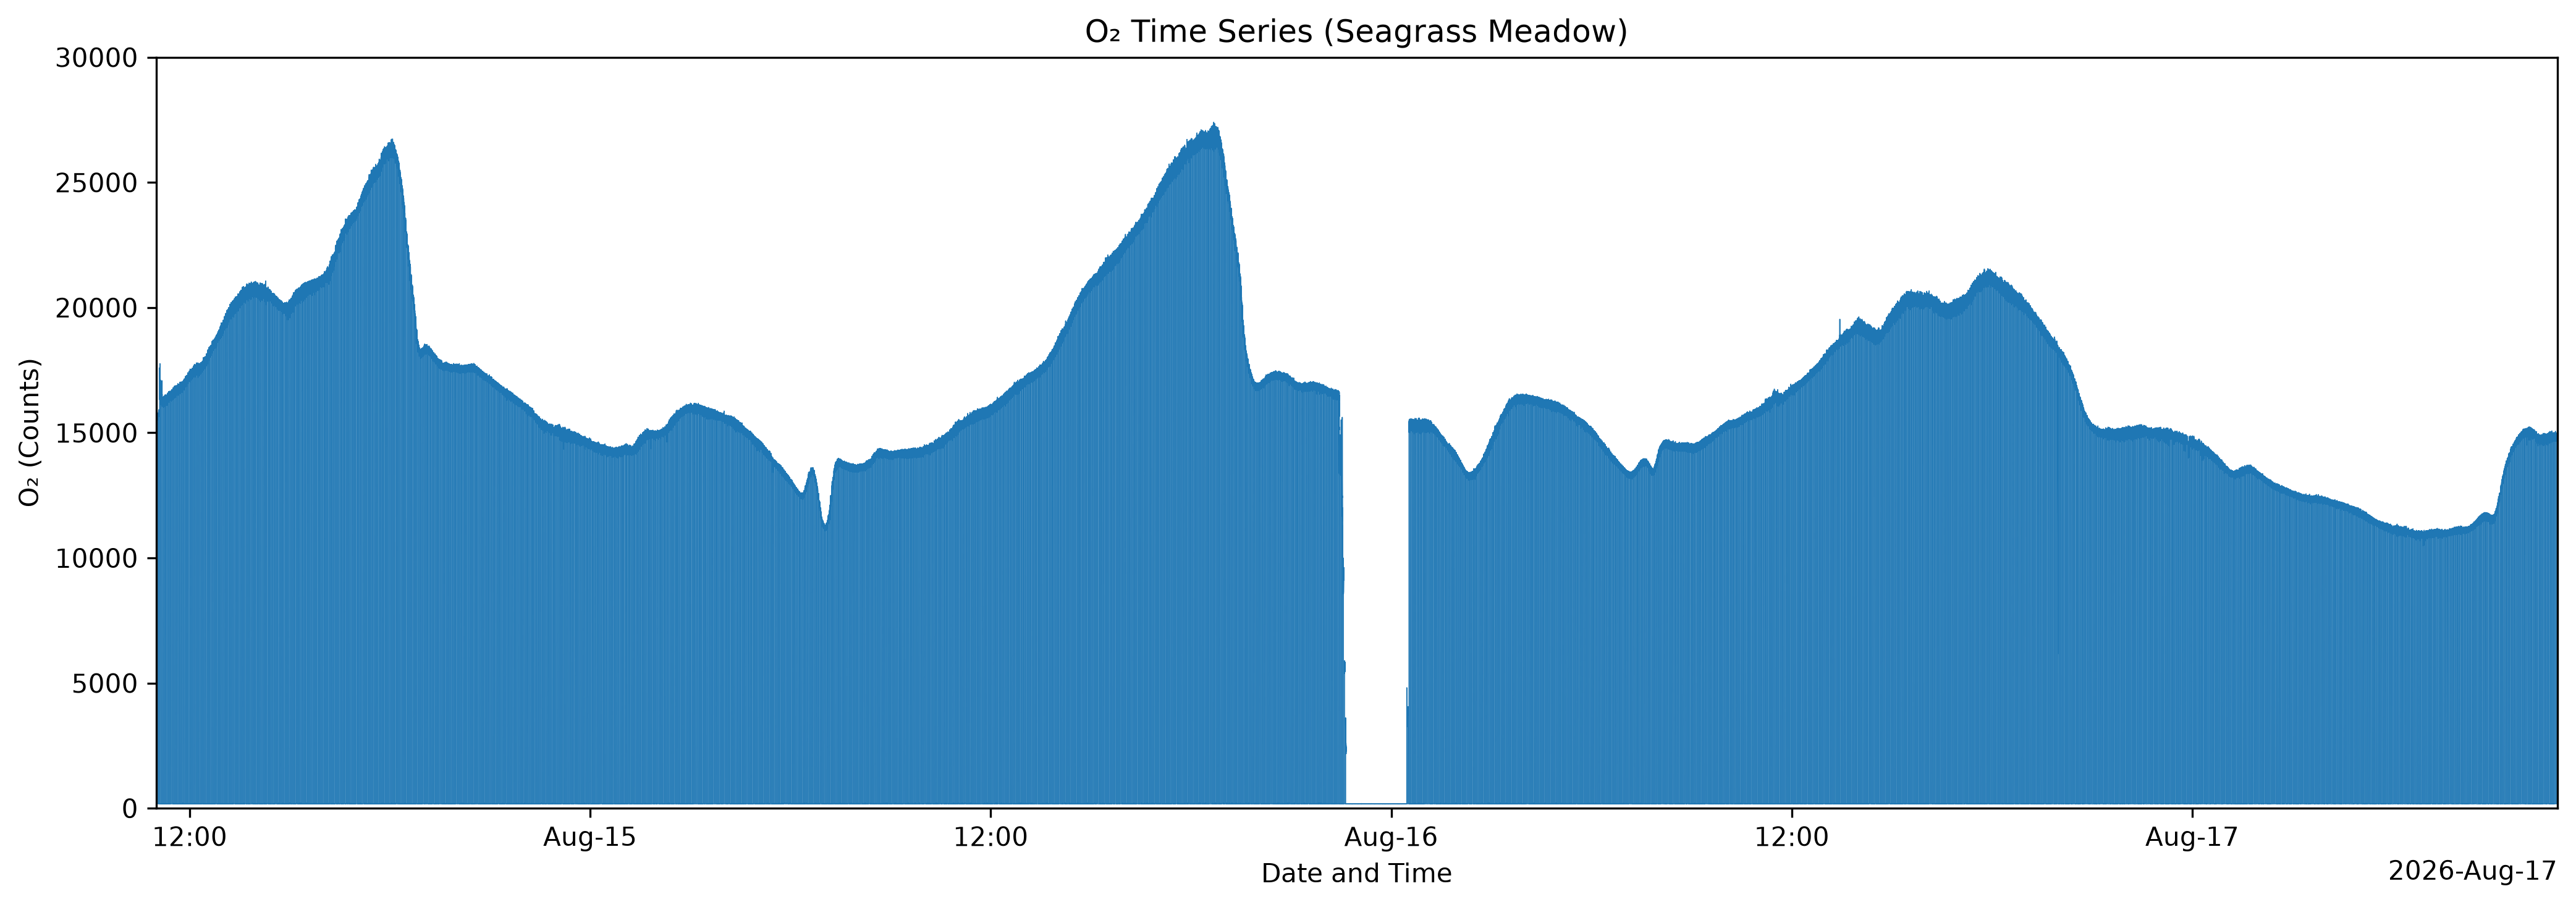 O₂ Time Series (Seagrass Meadow)
30000
25000
20000
15000
10000
5000
0
O₂ (Counts)
12:00 Aug-15 12:00 Aug-16 12:00 Aug-17
Date and Time
2026-Aug-17